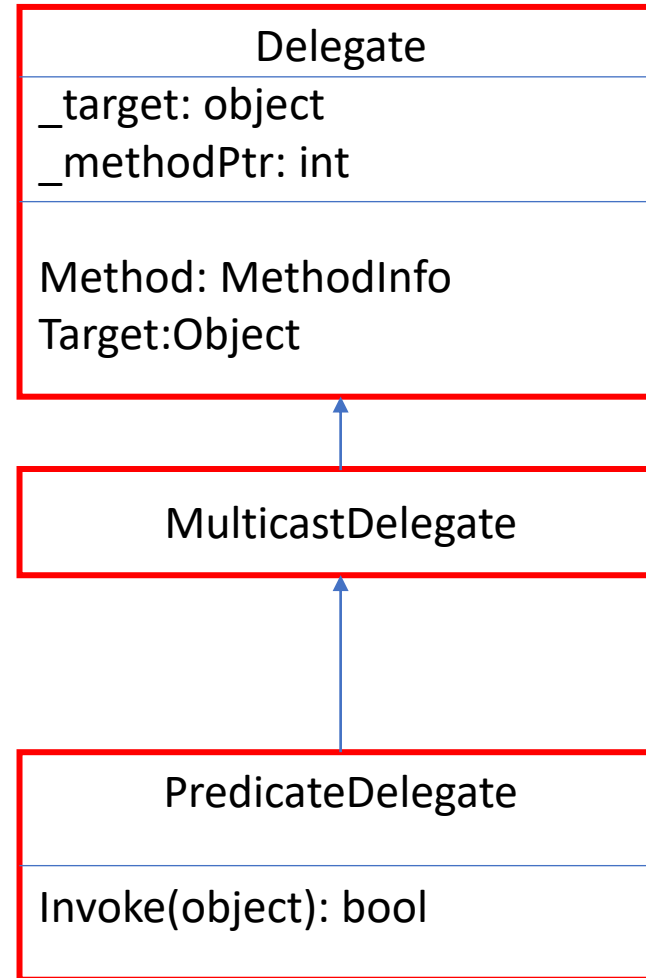 Delegate
_target: object
_methodPtr: int
Method: MethodInfo
Target:Object
MulticastDelegate
PredicateDelegate
Invoke(object): bool